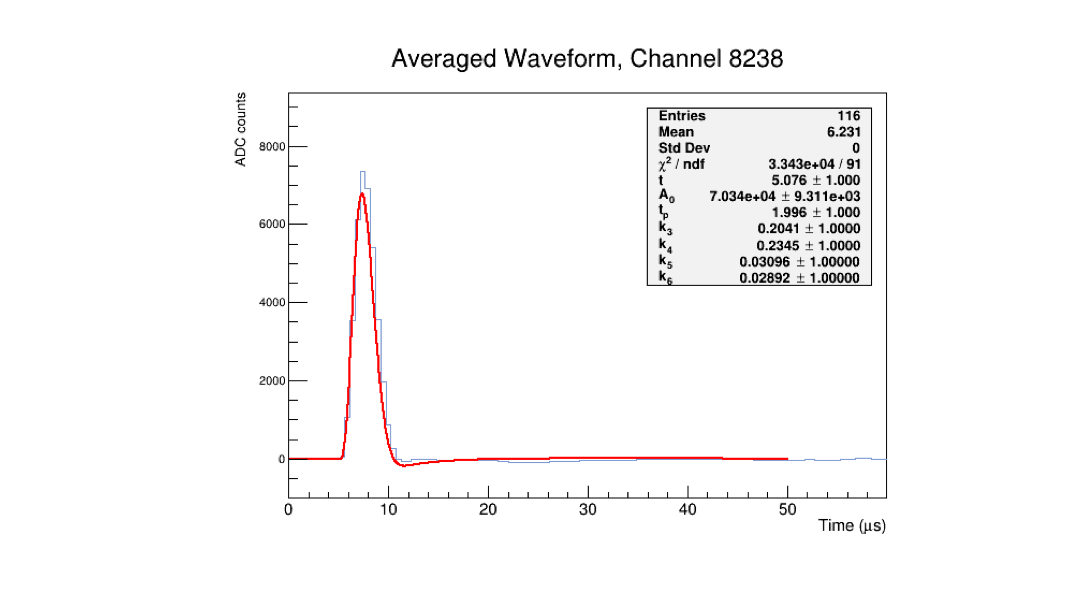 Averaged Waveform, Channel 8238
ADC counts
Entries 116
Mean 6.231
Std Dev 0
χ² / ndf 3.343e+04 / 91
t 5.076 ± 1.000
A₀ 7.034e+04 ± 9.311e+03
tₚ 1.996 ± 1.000
k₃ 0.2041 ± 1.0000
k₄ 0.2345 ± 1.0000
k₅ 0.03096 ± 1.00000
k₆ 0.02892 ± 1.00000
8000
6000
4000
2000
0
0 10 20 30 40 50
Time (μs)